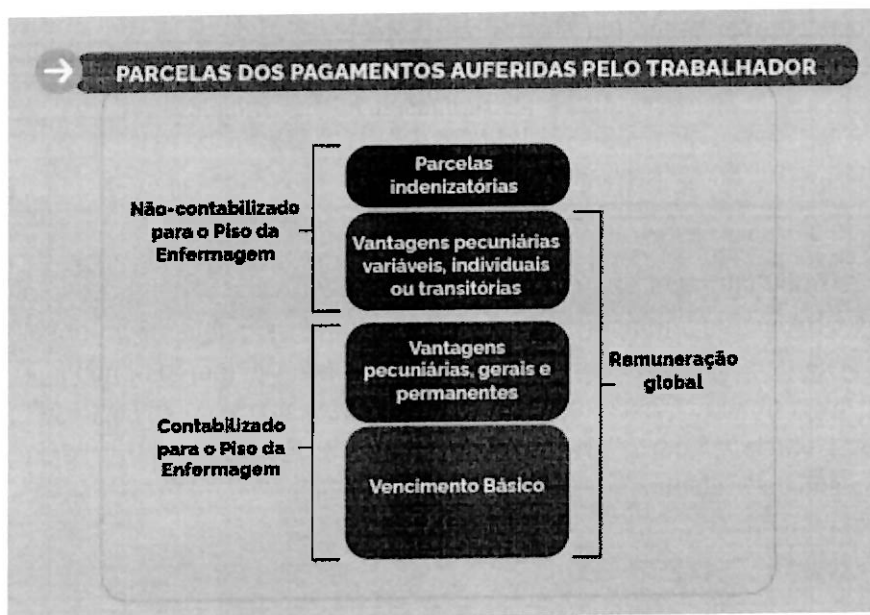 PARCELAS DOS PAGAMENTOS AUFERIDAS PELO TRABALHADOR
Parcelas
indenizatórias
Não-contabilizado
para o Piso da
Enfermagem
Vantagens pecuniárias
variáveis, individuais
ou transitórias
Vantagens
pecuniárias, gerais e
permanentes
Remuneração
global
Contabilizado
para o Piso da
Enfermagem
Vencimento Básico